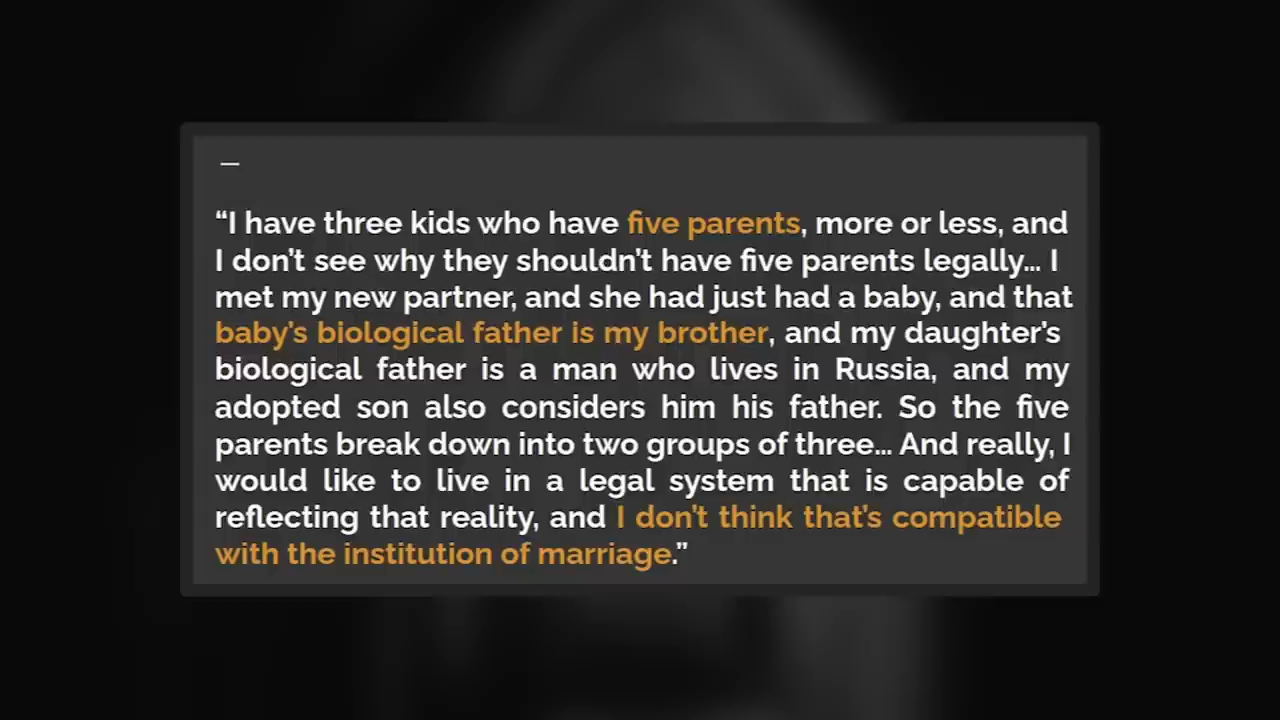 —
“I have three kids who have five parents, more or less, and
I don’t see why they shouldn’t have five parents legally... I
met my new partner, and she had just had a baby, and that
baby’s biological father is my brother, and my daughter’s
biological father is a man who lives in Russia, and my
adopted son also considers him his father. So the five
parents break down into two groups of three... And really, I
would like to live in a legal system that is capable of
reflecting that reality, and I don’t think that’s compatible
with the institution of marriage.”